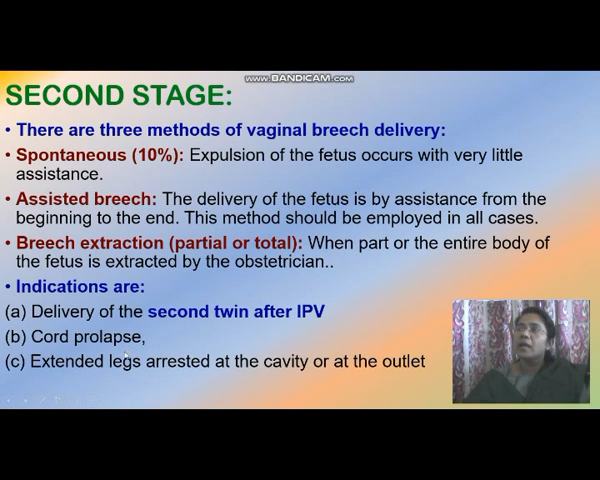 www.BANDICAM.com
SECOND STAGE:
• There are three methods of vaginal breech delivery:
• Spontaneous (10%): Expulsion of the fetus occurs with very little
assistance.
• Assisted breech: The delivery of the fetus is by assistance from the
beginning to the end. This method should be employed in all cases.
• Breech extraction (partial or total): When part or the entire body of
the fetus is extracted by the obstetrician..
• Indications are:
(a) Delivery of the second twin after IPV
(b) Cord prolapse,
(c) Extended legs arrested at the cavity or at the outlet